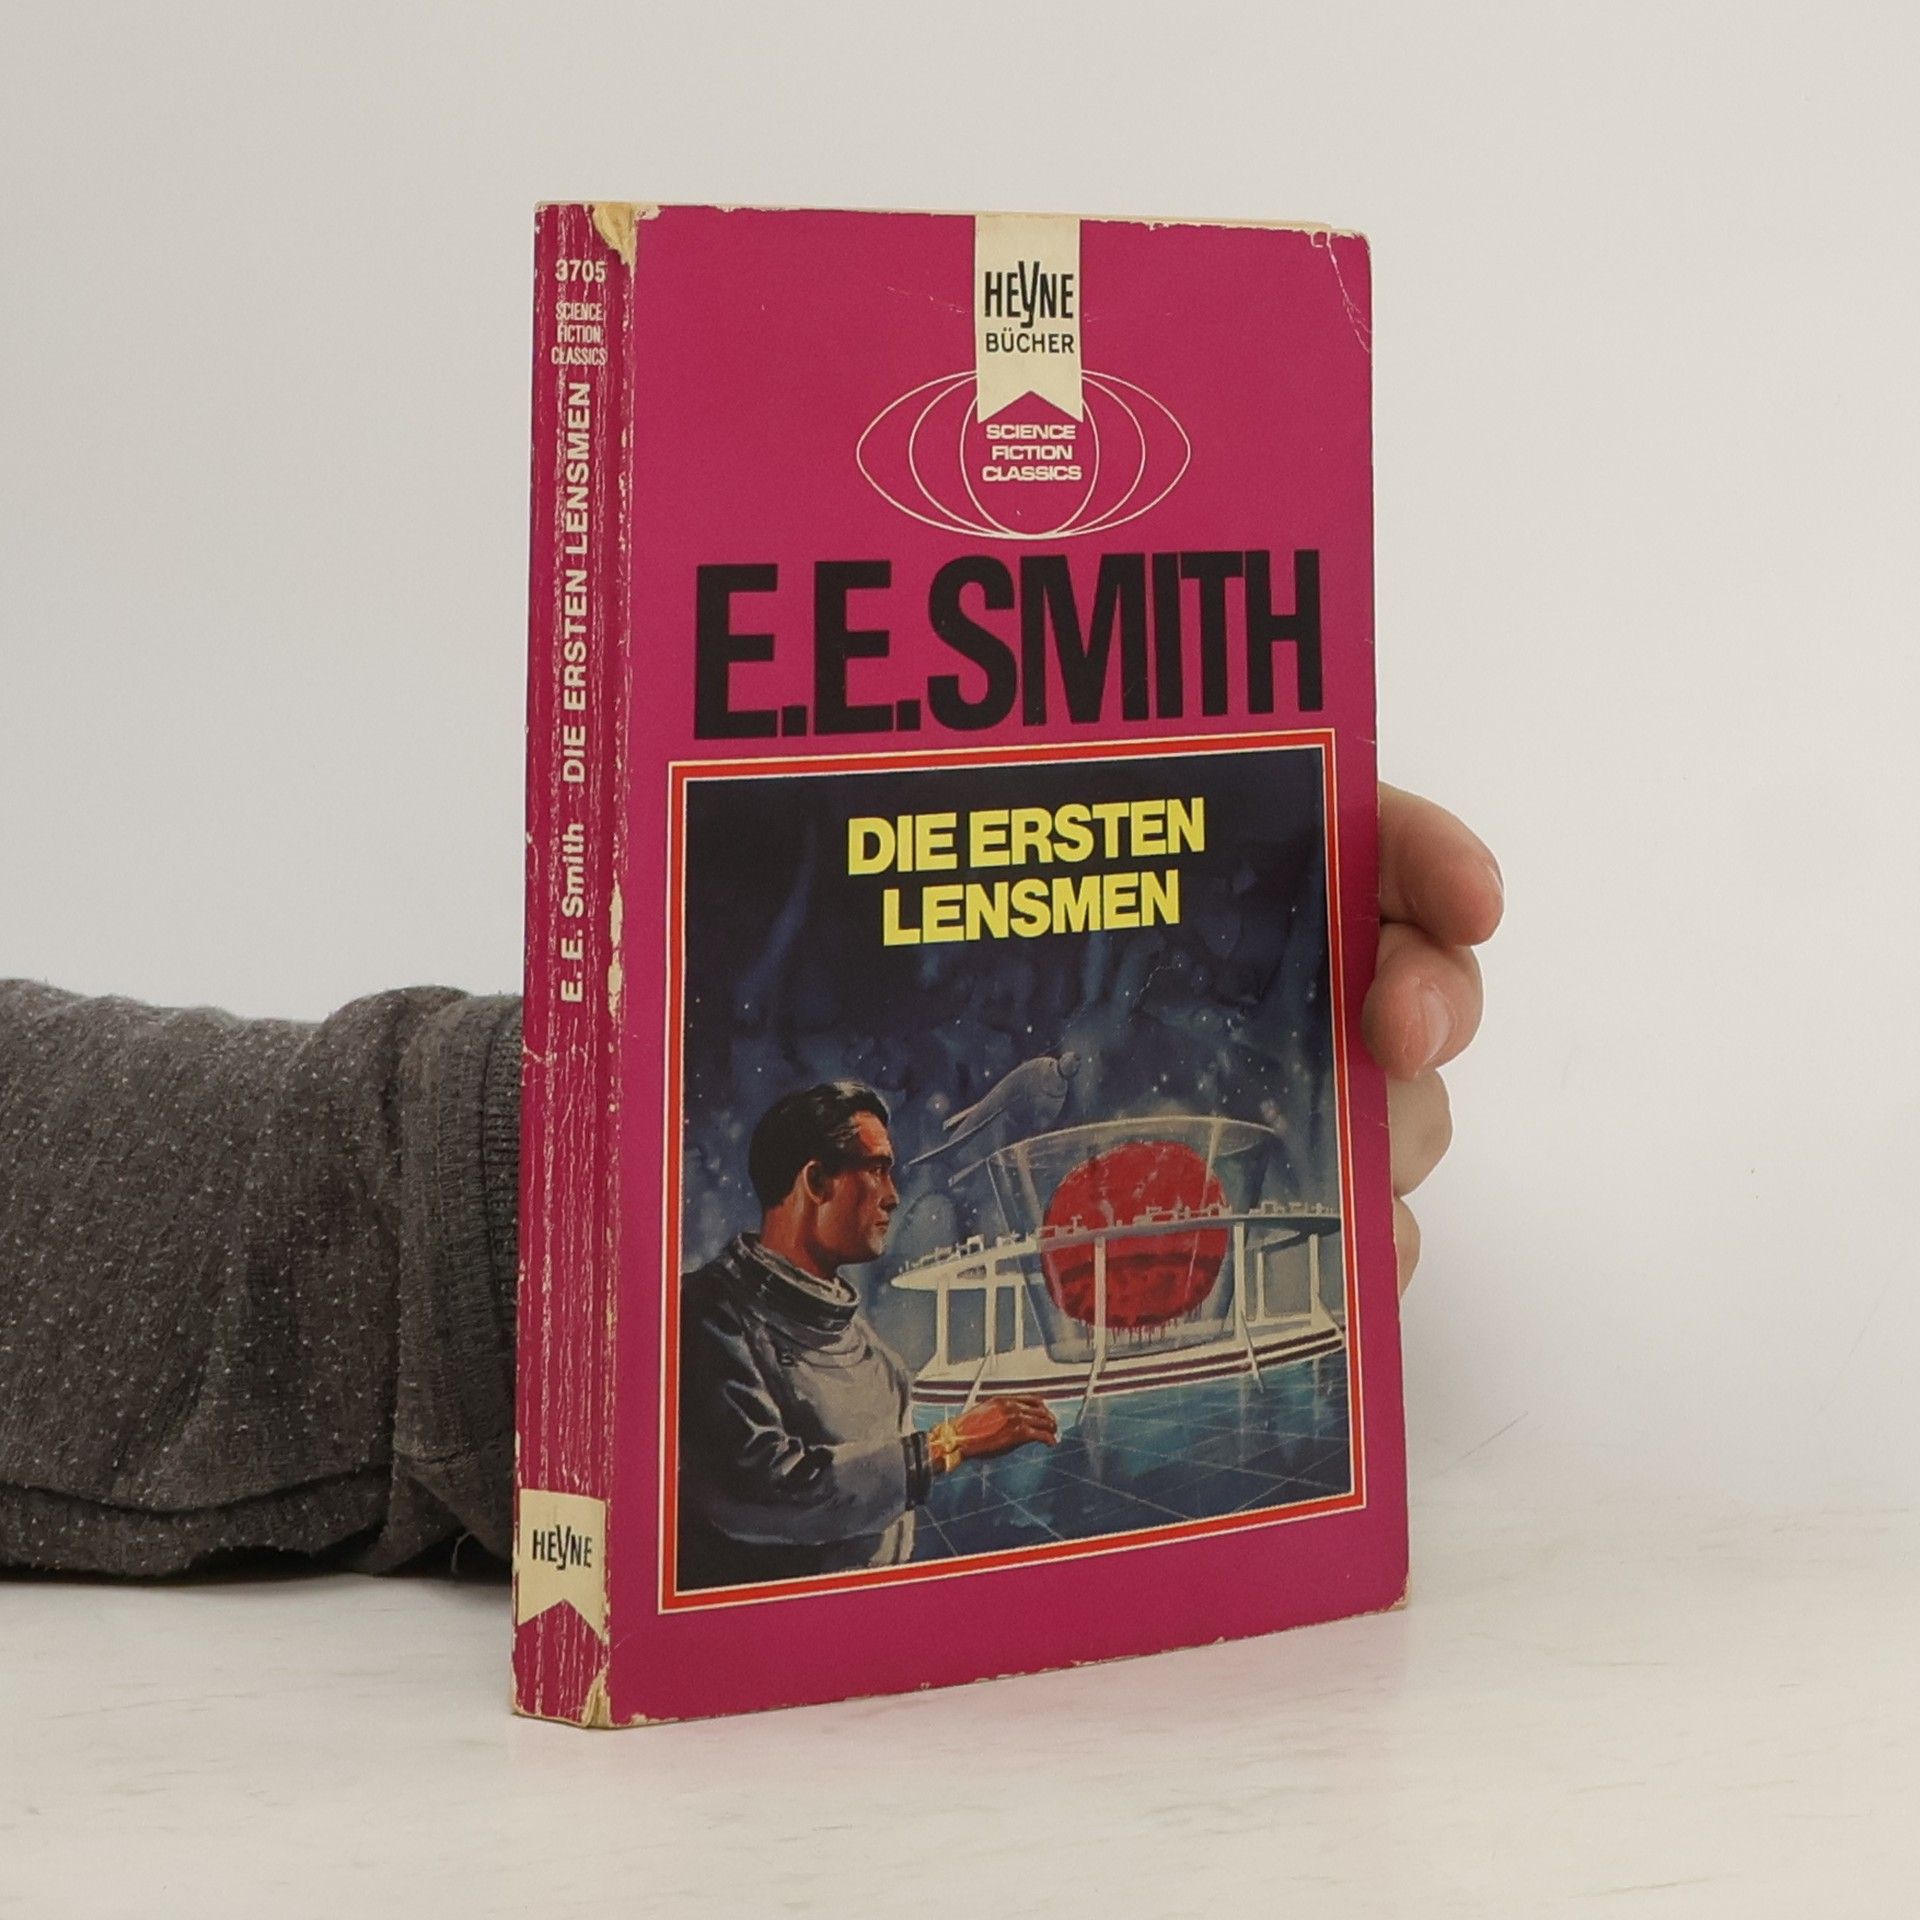 3705
SCIENCE
FICTION
CLASSICS
E. E. Smith DIE ERSTEN LENSMEN
HEYNE
HEYNE
BÜCHER
SCIENCE
FICTION
CLASSICS
E.E.SMITH
DIE ERSTEN
LENSMEN